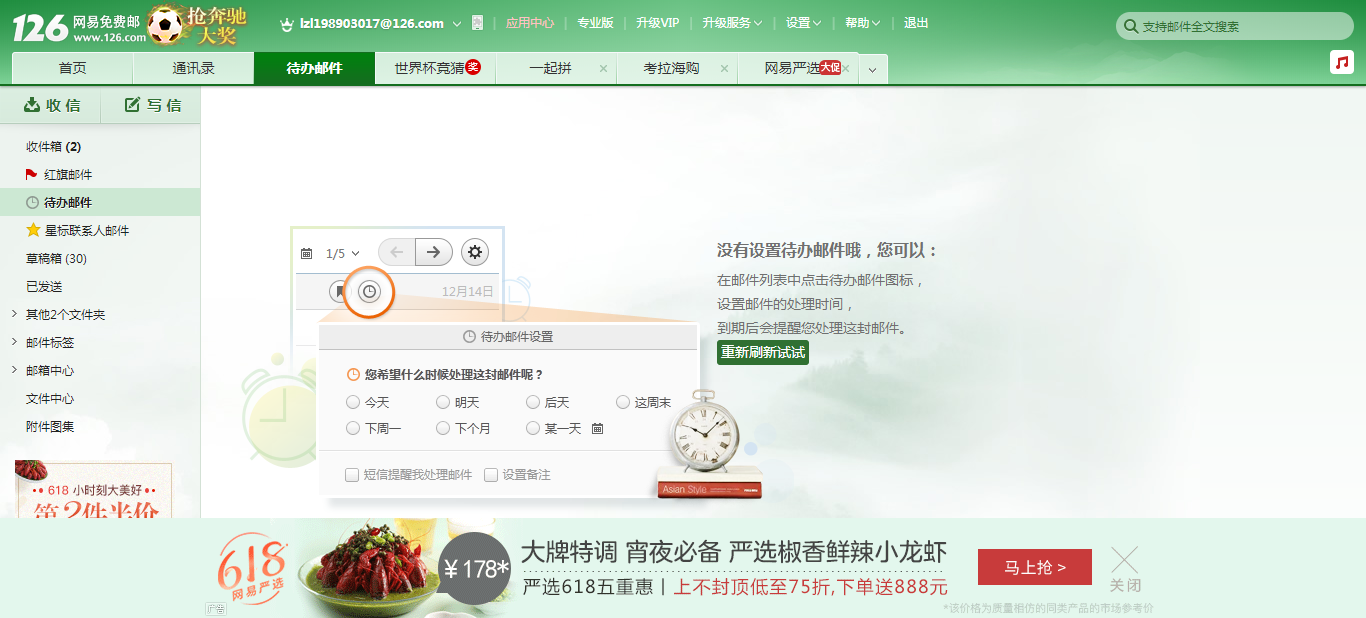 126 网易免费邮 www.126.com 抢奔驰大奖
lzl198903017@126.com 应用中心 专业版 升级VIP 升级服务 设置 帮助 退出
支持邮件全文搜索
首页 通讯录 待办邮件 世界杯竞猜 奖 一起拼 考拉海购 网易严选 大促
收信 写信
收件箱 (2)
红旗邮件
待办邮件
星标联系人邮件
草稿箱 (30)
已发送
其他2个文件夹
邮件标签
邮箱中心
文件中心
附件图集
618 小时刻大美好
第2件半价
1/5
12月14日
待办邮件设置
您希望什么时候处理这封邮件呢？
今天 明天 后天 这周末
下周一 下个月 某一天
短信提醒我处理邮件 设置备注
Asian Style
没有设置待办邮件哦，您可以：
在邮件列表中点击待办邮件图标，
设置邮件的处理时间，
到期后会提醒您处理这封邮件。
重新刷新试试
618
网易严选
广告
¥178*
大牌特调 宵夜必备 严选椒香鲜辣小龙虾
严选618五重惠丨上不封顶低至75折,下单送888元
马上抢 >
关闭
*该价格为质量相仿的同类产品的市场参考价